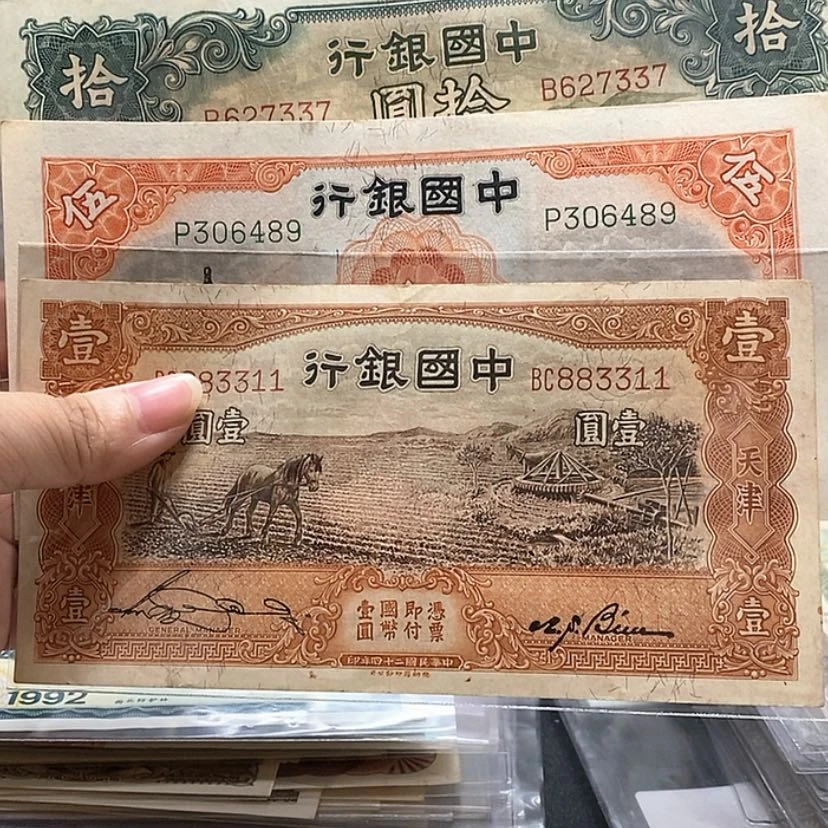 拾
中國銀行
拾
B627337
B627337
拾圓
伍
中國銀行
伍
P306489
P306489
壹
中國銀行
壹
883311
BC883311
壹圓
壹圓
天津
津
憑票
即付
國幣
壹圓
壹
壹
GENERAL MANAGER
MANAGER
中華民國二十四年印
1992